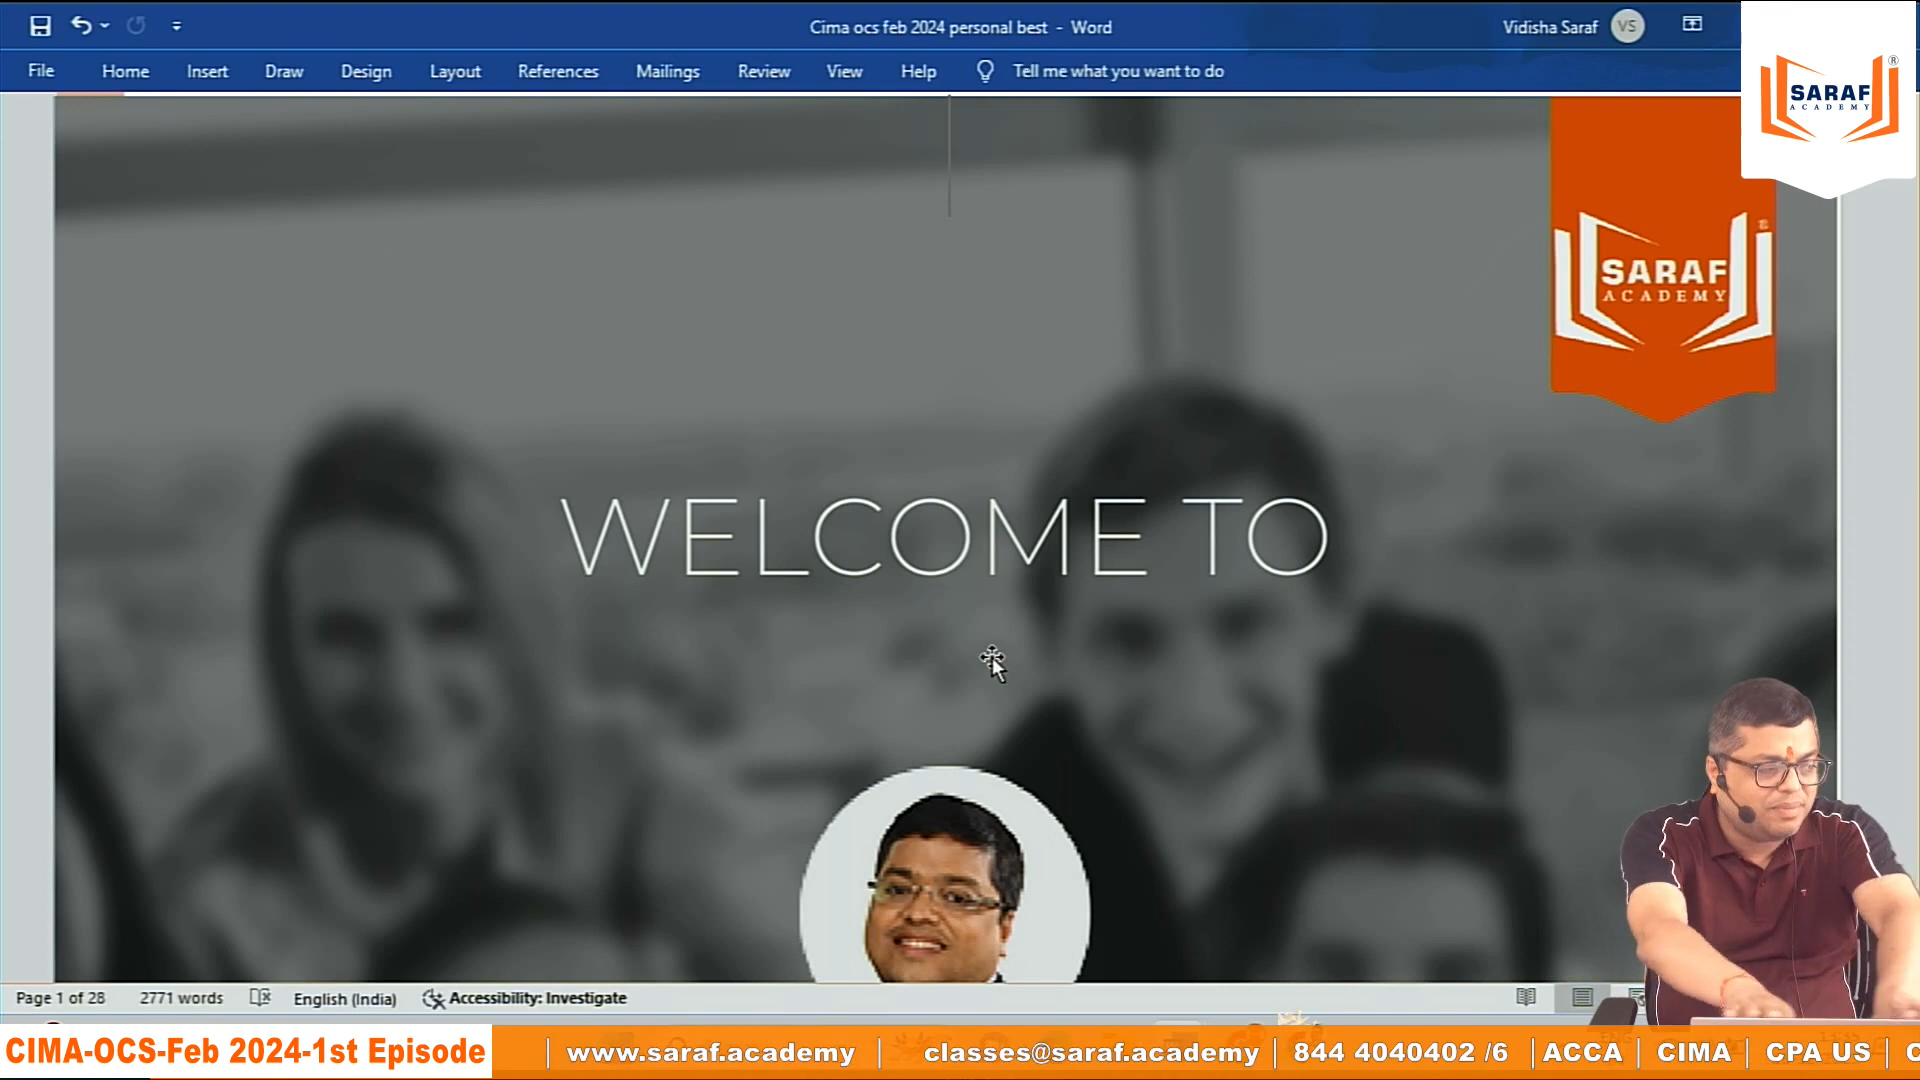 Cima ocs feb 2024 personal best - Word
Vidisha Saraf VS
File Home Insert Draw Design Layout References Mailings Review View Help Tell me what you want to do
SARAF ®
ACADEMY
SARAF ®
ACADEMY
WELCOME TO
Page 1 of 28 2771 words English (India) Accessibility: Investigate
CIMA-OCS-Feb 2024-1st Episode | www.saraf.academy | classes@saraf.academy | 844 4040402 /6 | ACCA | CIMA | CPA US | C